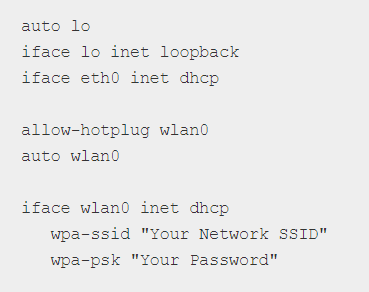 auto lo
iface lo inet loopback
iface eth0 inet dhcp
allow-hotplug wlan0
auto wlan0
iface wlan0 inet dhcp
wpa-ssid "Your Network SSID"
wpa-psk "Your Password"